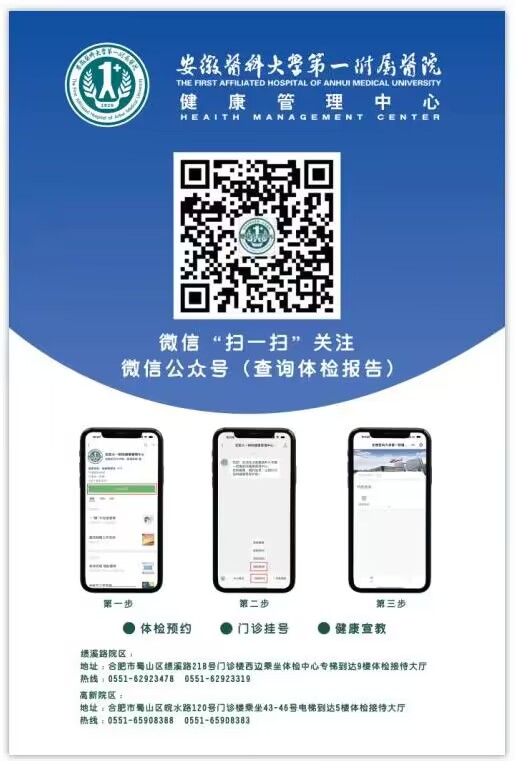 安徽医科大学第一附属医院
THE FIRST AFFILIATED HOSPITAL OF ANHUI MEDICAL UNIVERSITY
健康管理中心
HEAITH MANAGEMENT CENTER
1926
微信“扫一扫”关注
微信公众号（查询体检报告）
第一步
第二步
第三步
● 体检预约 ● 门诊挂号 ● 健康宣教
绩溪路院区：
地址：合肥市蜀山区绩溪路218号门诊楼西边乘坐体检中心专梯到达9楼体检接待大厅
热线：0551-62923478 0551-62923319
高新院区：
地址：合肥市蜀山区皖水路120号门诊楼乘坐43-46号电梯到达5楼体检接待大厅
热线：0551-65908388 0551-65908383